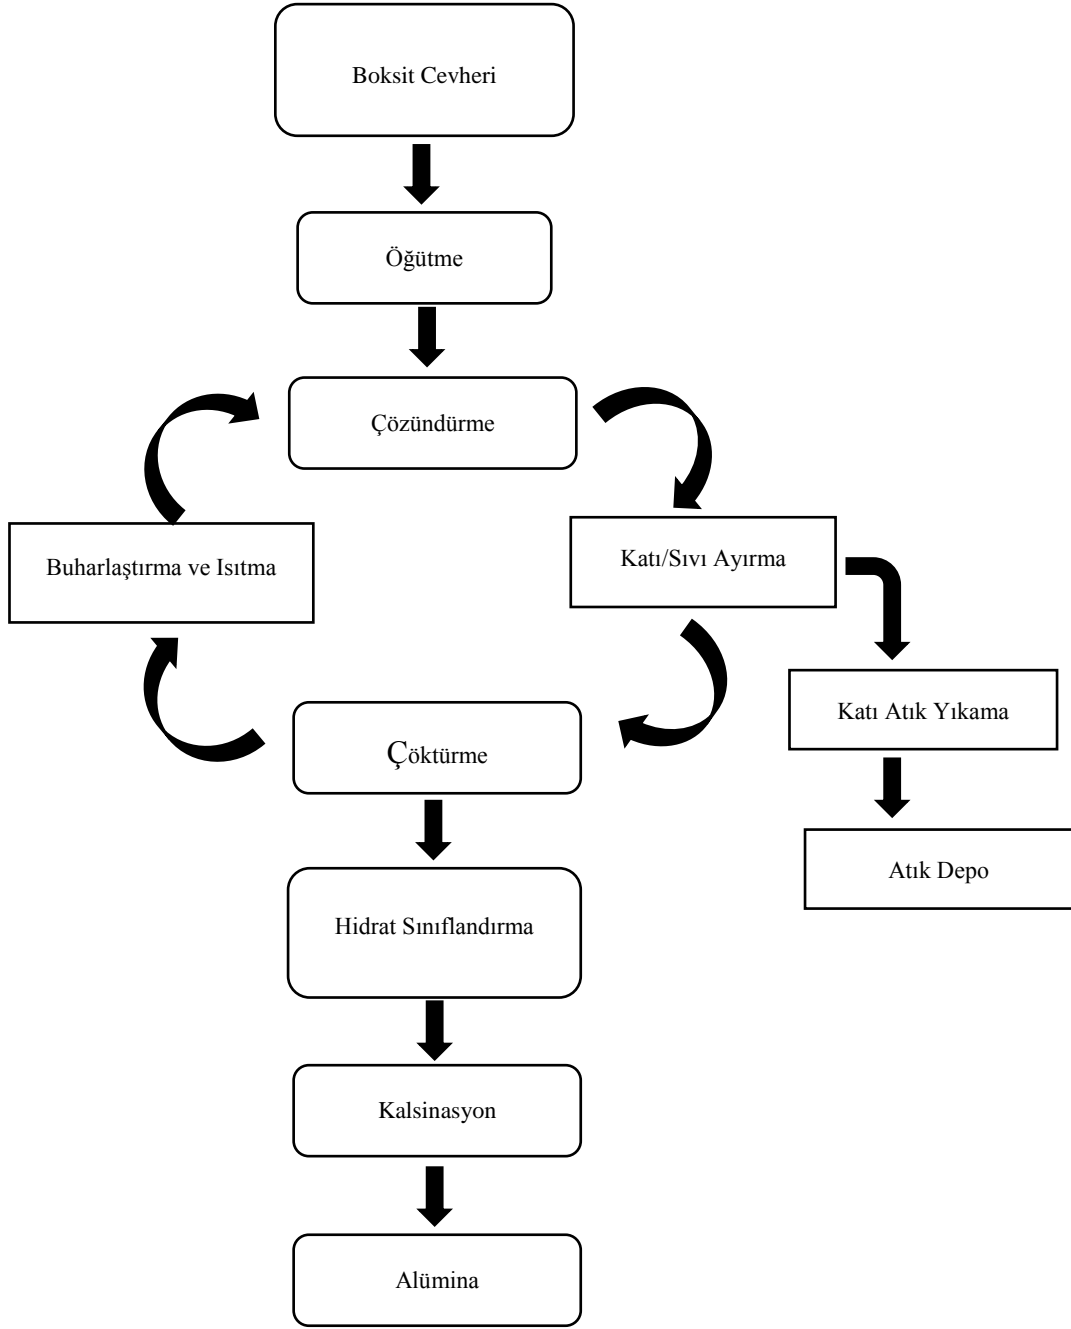 Boksit Cevheri
Öğütme
Çözündürme
Buharlaştırma ve Isıtma
Katı/Sıvı Ayırma
Katı Atık Yıkama
Çöktürme
Atık Depo
Hidrat Sınıflandırma
Kalsinasyon
Alümina